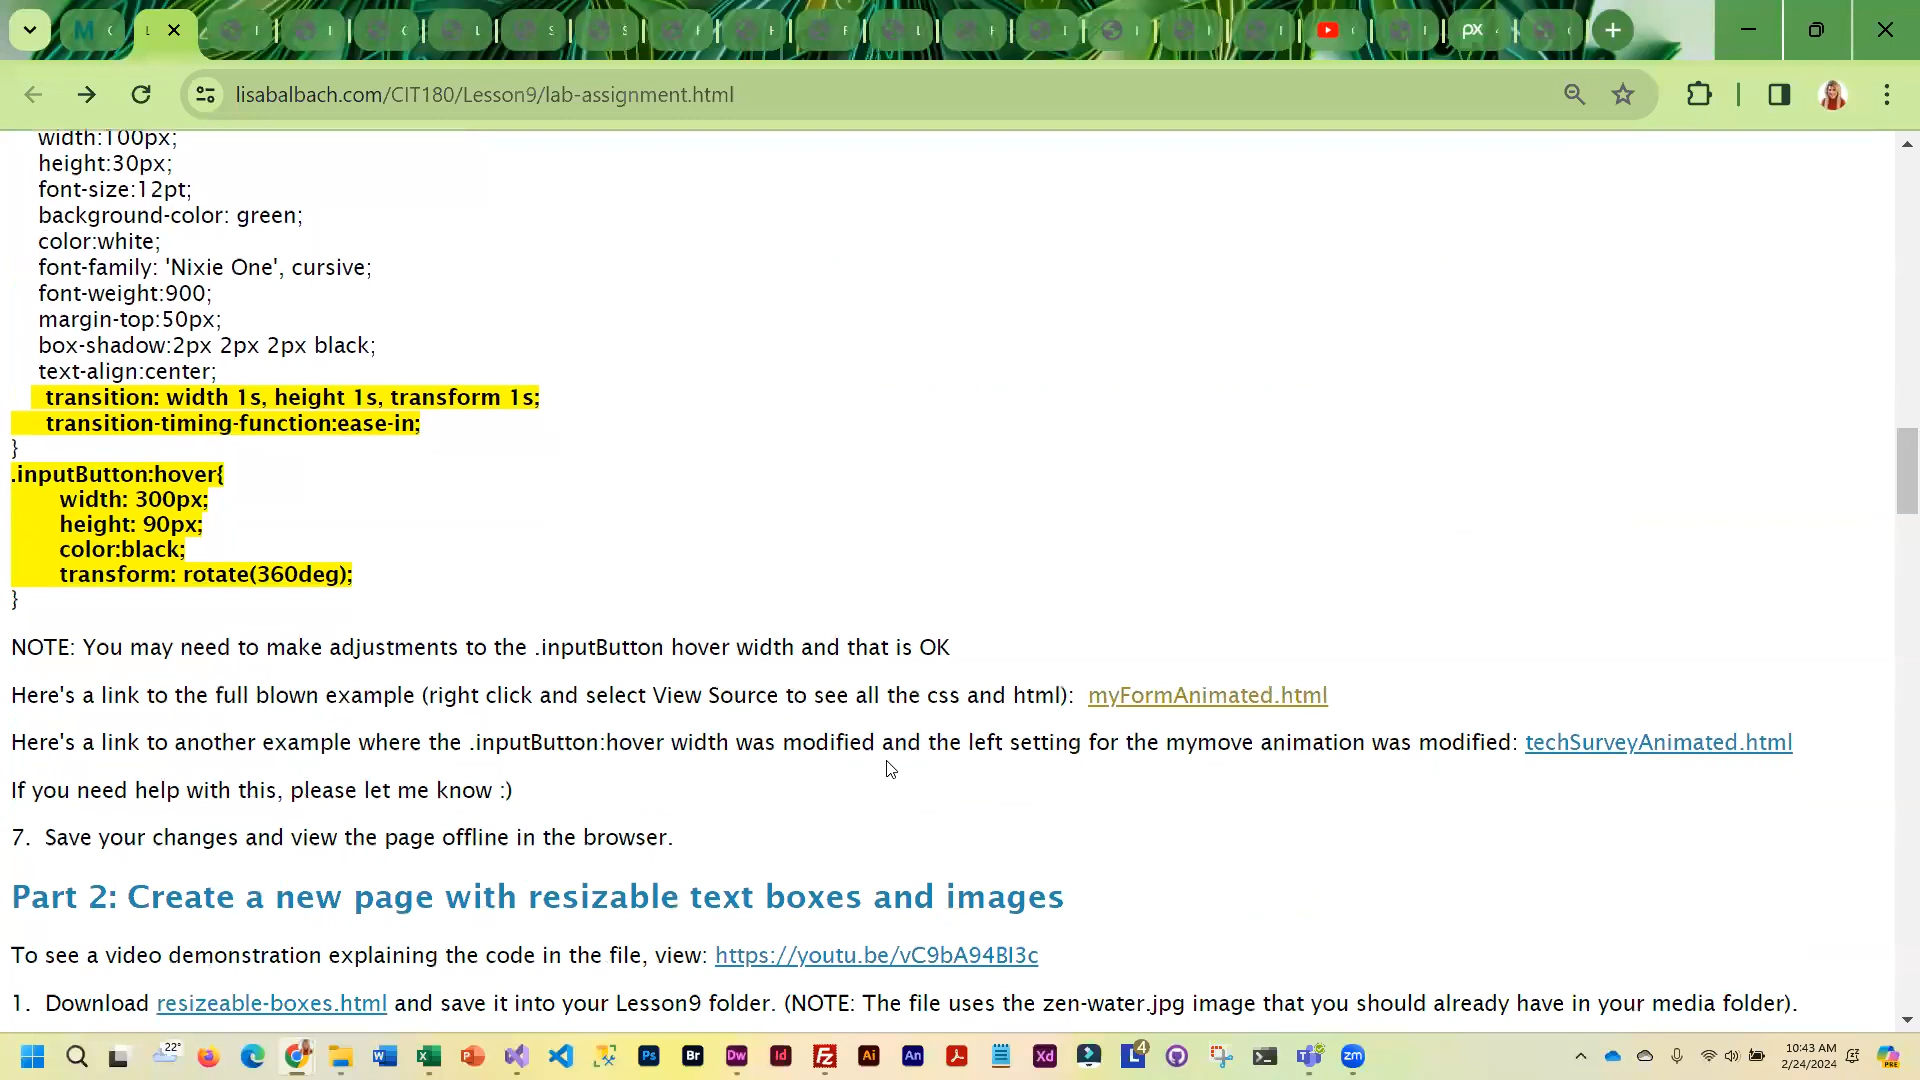 lisabalbach.com/CIT180/Lesson9/lab-assignment.html
width:100px;
height:30px;
font-size:12pt;
background-color: green;
color:white;
font-family: 'Nixie One', cursive;
font-weight:900;
margin-top:50px;
box-shadow:2px 2px 2px black;
text-align:center;
transition: width 1s, height 1s, transform 1s;
transition-timing-function:ease-in;
}
.inputButton:hover{
width: 300px;
height: 90px;
color:black;
transform: rotate(360deg);
}
NOTE: You may need to make adjustments to the .inputButton hover width and that is OK
Here's a link to the full blown example (right click and select View Source to see all the css and html): myFormAnimated.html
Here's a link to another example where the .inputButton:hover width was modified and the left setting for the mymove animation was modified: techSurveyAnimated.html
If you need help with this, please let me know :)
7. Save your changes and view the page offline in the browser.
Part 2: Create a new page with resizable text boxes and images
To see a video demonstration explaining the code in the file, view: https://youtu.be/vC9bA94BI3c
1. Download resizeable-boxes.html and save it into your Lesson9 folder. (NOTE: The file uses the zen-water.jpg image that you should already have in your media folder).
22°
10:43 AM
2/24/2024